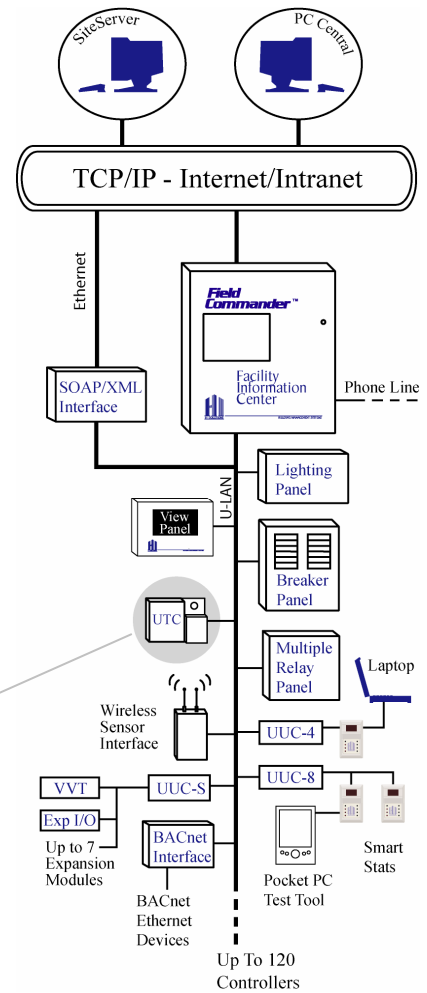 SiteServer
PC Central
TCP/IP - Internet/Intranet
Ethernet
Field
Commander™
Facility
Information
Center
Phone Line
SOAP/XML
Interface
U-LAN
Lighting
Panel
View
Panel
Breaker
Panel
UTC
Multiple
Relay
Panel
Laptop
Wireless
Sensor
Interface
UUC-4
VVT
UUC-S
UUC-8
Exp I/O
Up to 7
Expansion
Modules
BACnet
Interface
Smart
Stats
Pocket PC
Test Tool
BACnet
Ethernet
Devices
Up To 120
Controllers